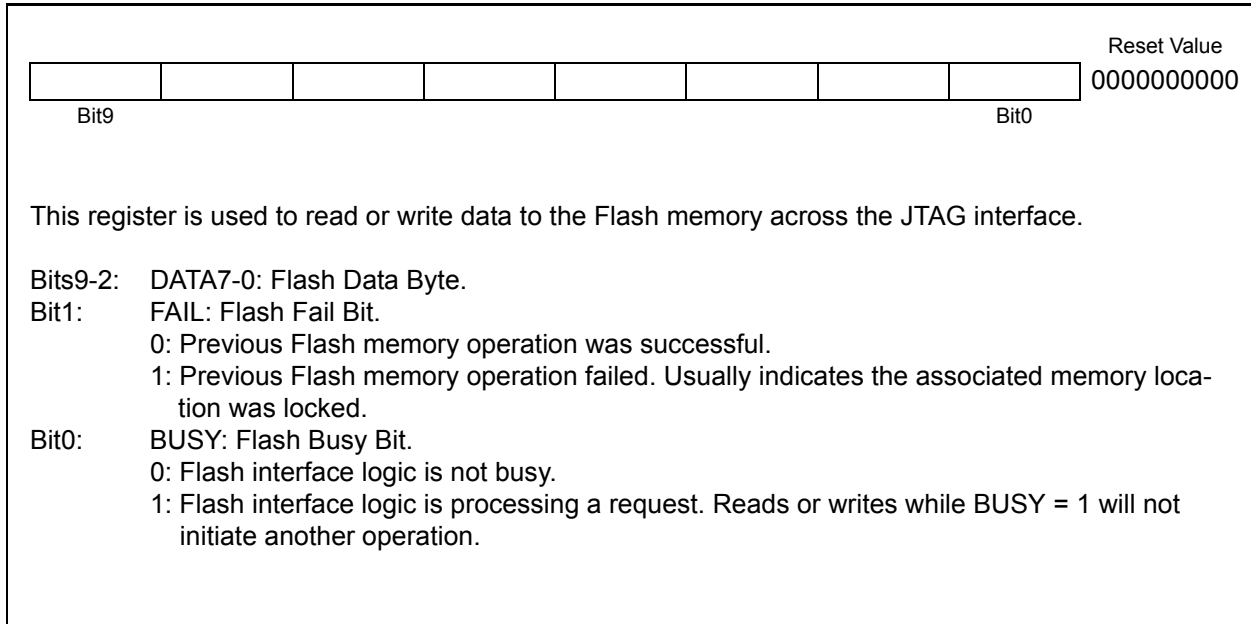 Reset Value
0000000000
Bit9 Bit0
This register is used to read or write data to the Flash memory across the JTAG interface.
Bits9-2: DATA7-0: Flash Data Byte.
Bit1: FAIL: Flash Fail Bit.
0: Previous Flash memory operation was successful.
1: Previous Flash memory operation failed. Usually indicates the associated memory loca-
tion was locked.
Bit0: BUSY: Flash Busy Bit.
0: Flash interface logic is not busy.
1: Flash interface logic is processing a request. Reads or writes while BUSY = 1 will not
initiate another operation.